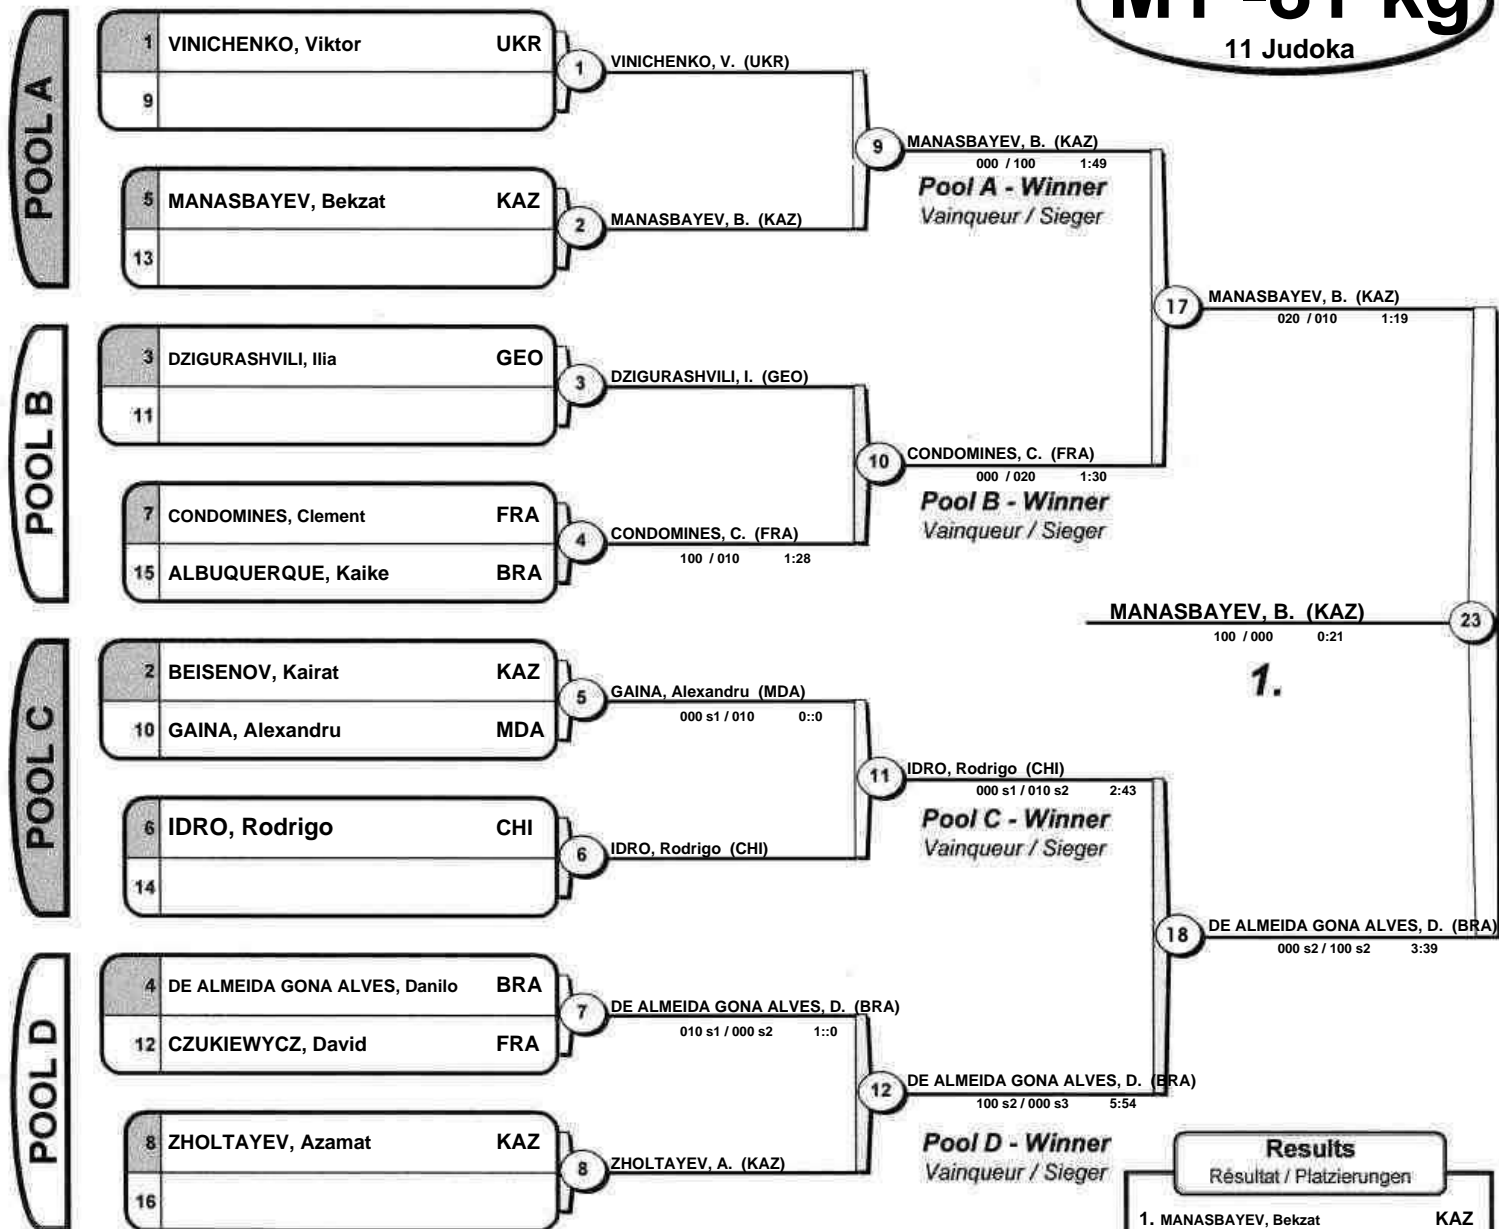 M1 -81 kg
11 Judoka
POOL A
1 VINICHENKO, Viktor UKR
9
1
VINICHENKO, V. (UKR)
5 MANASBAYEV, Bekzat KAZ
13
2
MANASBAYEV, B. (KAZ)
9
MANASBAYEV, B. (KAZ)
000 / 100 1:49
Pool A - Winner
Vainqueur / Sieger
POOL B
3 DZIGURASHVILI, Ilia GEO
11
3
DZIGURASHVILI, I. (GEO)
7 CONDOMINES, Clement FRA
15 ALBUQUERQUE, Kaike BRA
4
CONDOMINES, C. (FRA)
100 / 010 1:28
10
CONDOMINES, C. (FRA)
000 / 020 1:30
Pool B - Winner
Vainqueur / Sieger
17
MANASBAYEV, B. (KAZ)
020 / 010 1:19
MANASBAYEV, B. (KAZ)
100 / 000 0:21
23
1.
POOL C
2 BEISENOV, Kairat KAZ
10 GAINA, Alexandru MDA
5
GAINA, Alexandru (MDA)
000 s1 / 010 0::0
6 IDRO, Rodrigo CHI
14
6
IDRO, Rodrigo (CHI)
11
IDRO, Rodrigo (CHI)
000 s1 / 010 s2 2:43
Pool C - Winner
Vainqueur / Sieger
18
DE ALMEIDA GONA ALVES, D. (BRA)
000 s2 / 100 s2 3:39
POOL D
4 DE ALMEIDA GONA ALVES, Danilo BRA
12 CZUKIEWYCZ, David FRA
7
DE ALMEIDA GONA ALVES, D. (BRA)
010 s1 / 000 s2 1::0
8 ZHOLTAYEV, Azamat KAZ
16
8
ZHOLTAYEV, A. (KAZ)
12
DE ALMEIDA GONA ALVES, D. (BRA)
100 s2 / 000 s3 5:54
Pool D - Winner
Vainqueur / Sieger
Results
Résultat / Platzierungen
1. MANASBAYEV, Bekzat KAZ